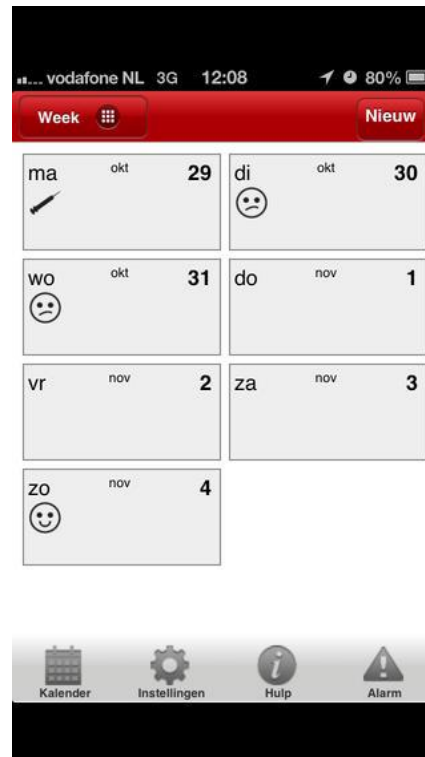 vodafone NL 3G 12:08 80%
Week Nieuw
ma okt 29
di okt 30
wo okt 31
do nov 1
vr nov 2
za nov 3
zo nov 4
Kalender Instellingen Hulp Alarm